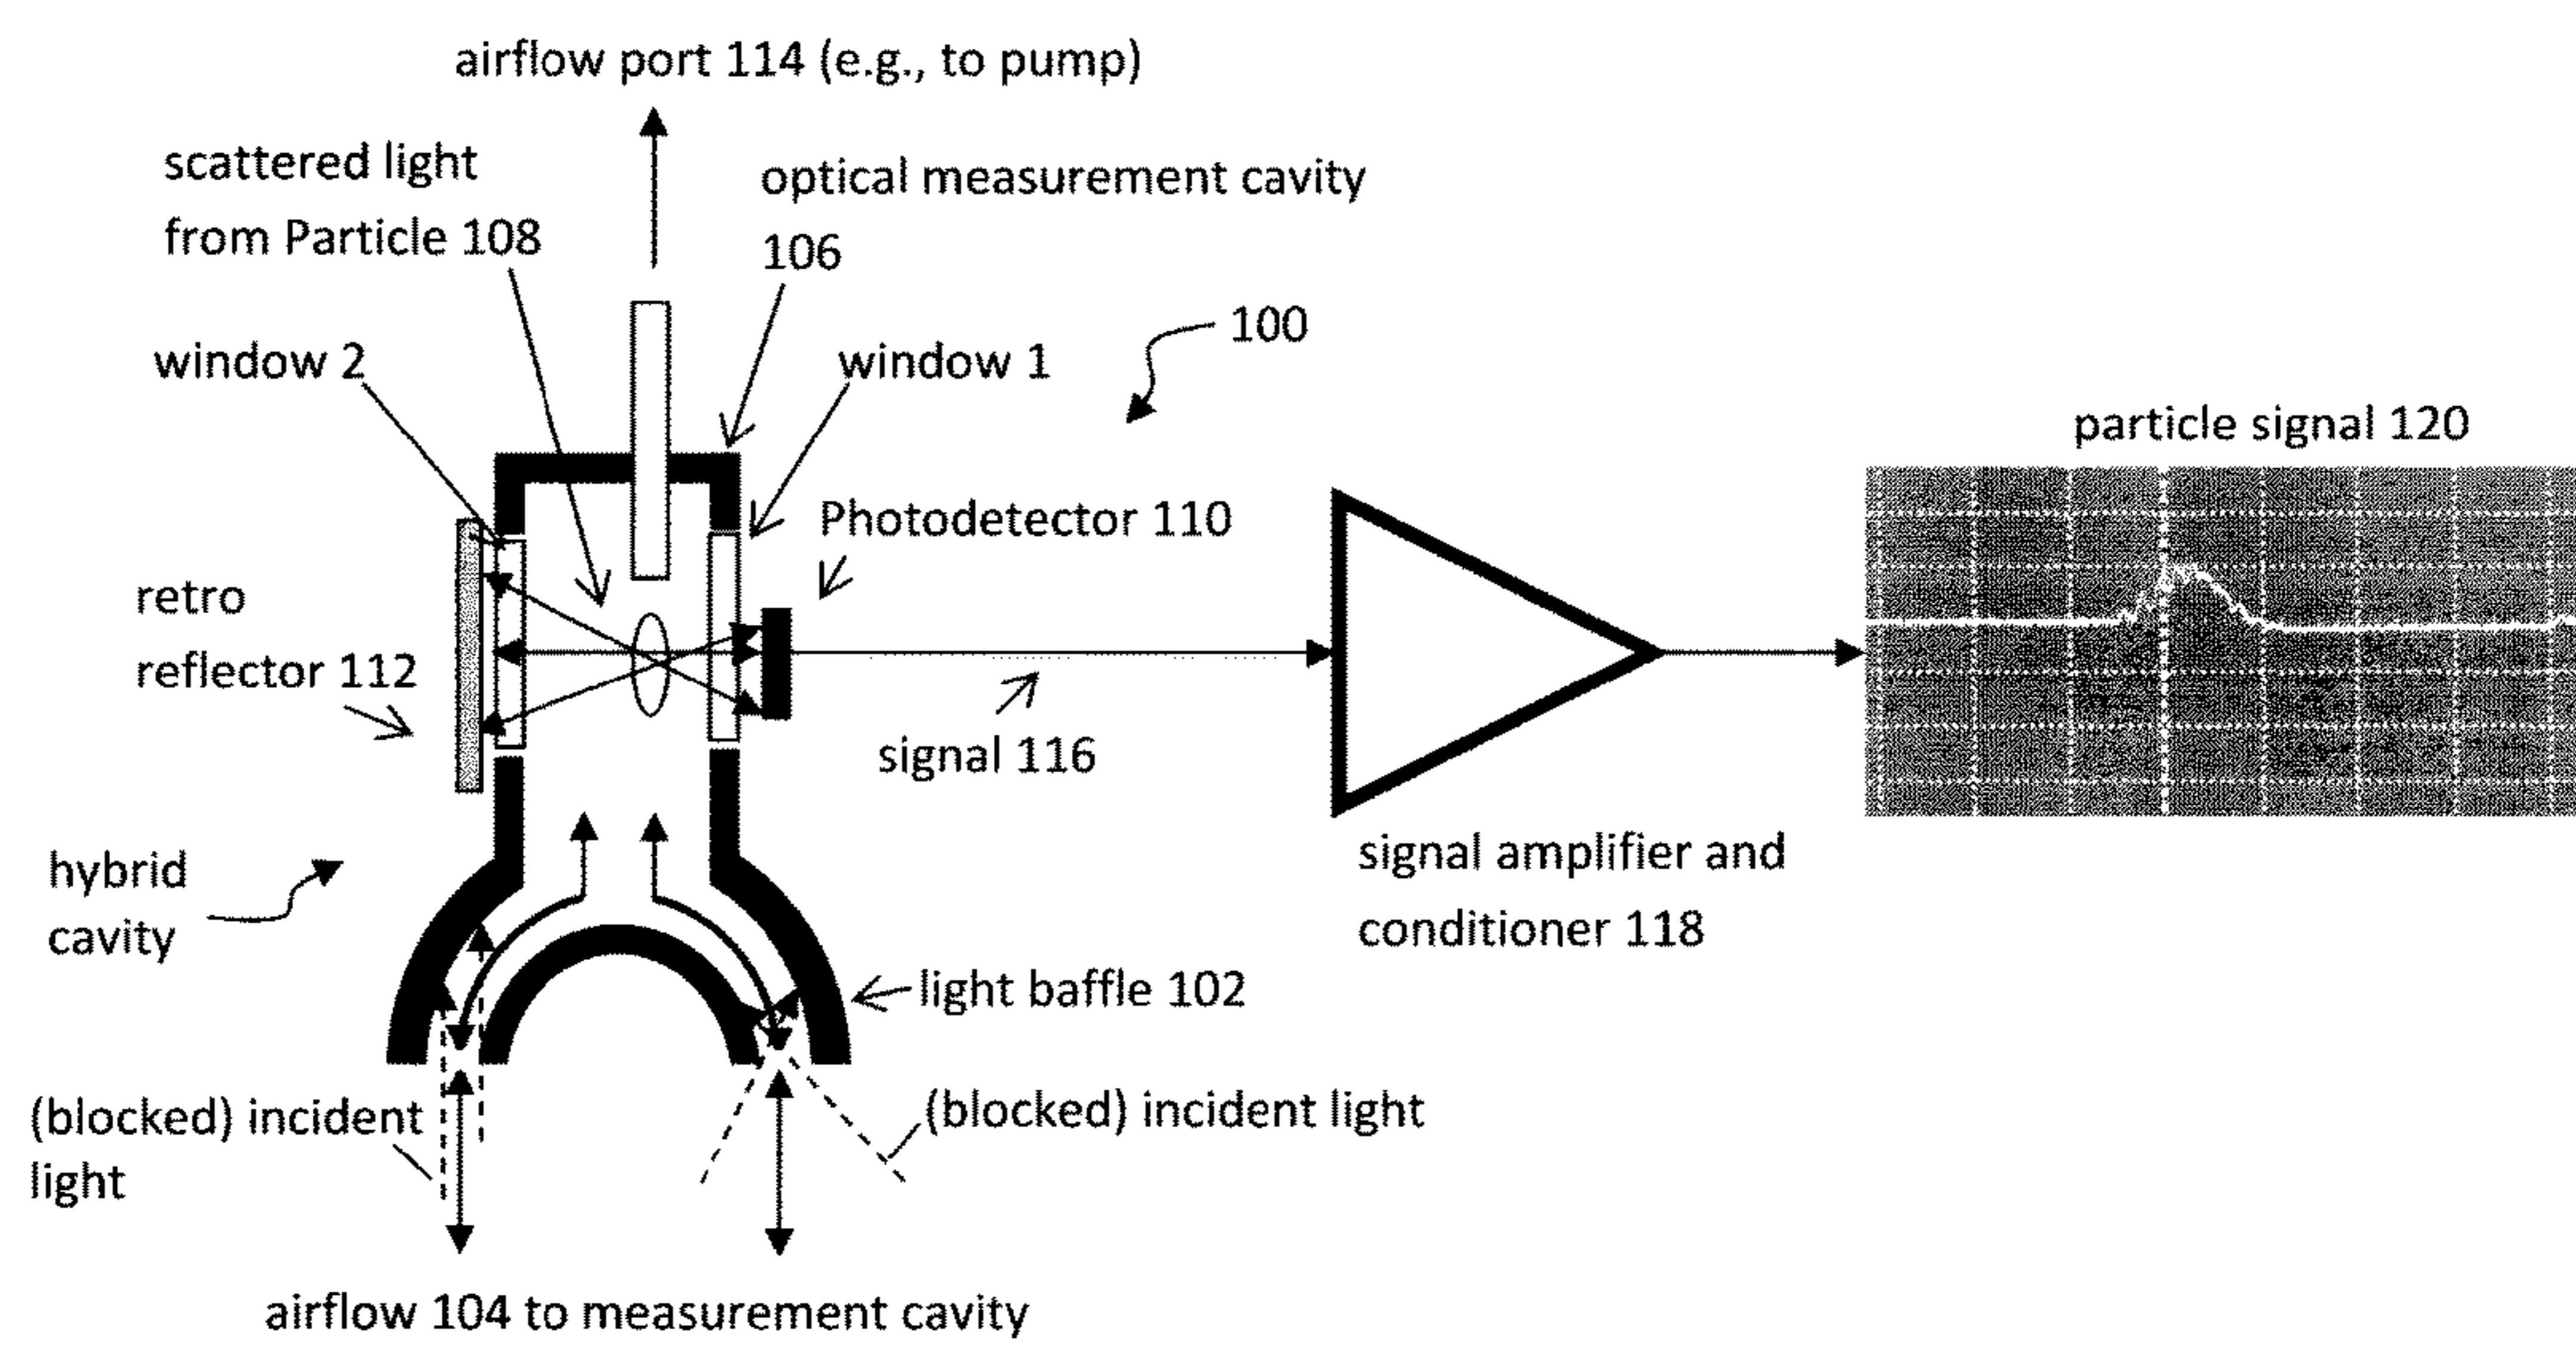 airflow port 114 (e.g., to pump)
scattered light
from Particle 108
optical measurement cavity
106
100
window 2
window 1
particle signal 120
Photodetector 110
retro
reflector 112
signal 116
hybrid
cavity
signal amplifier and
conditioner 118
light baffle 102
(blocked) incident
light
(blocked) incident light
airflow 104 to measurement cavity